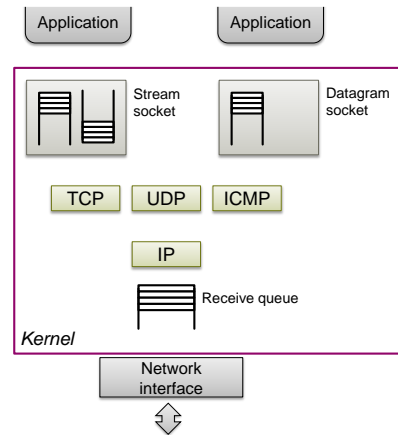 Application
Application
Stream
socket
Datagram
socket
TCP
UDP
ICMP
IP
Receive queue
Kernel
Network
interface